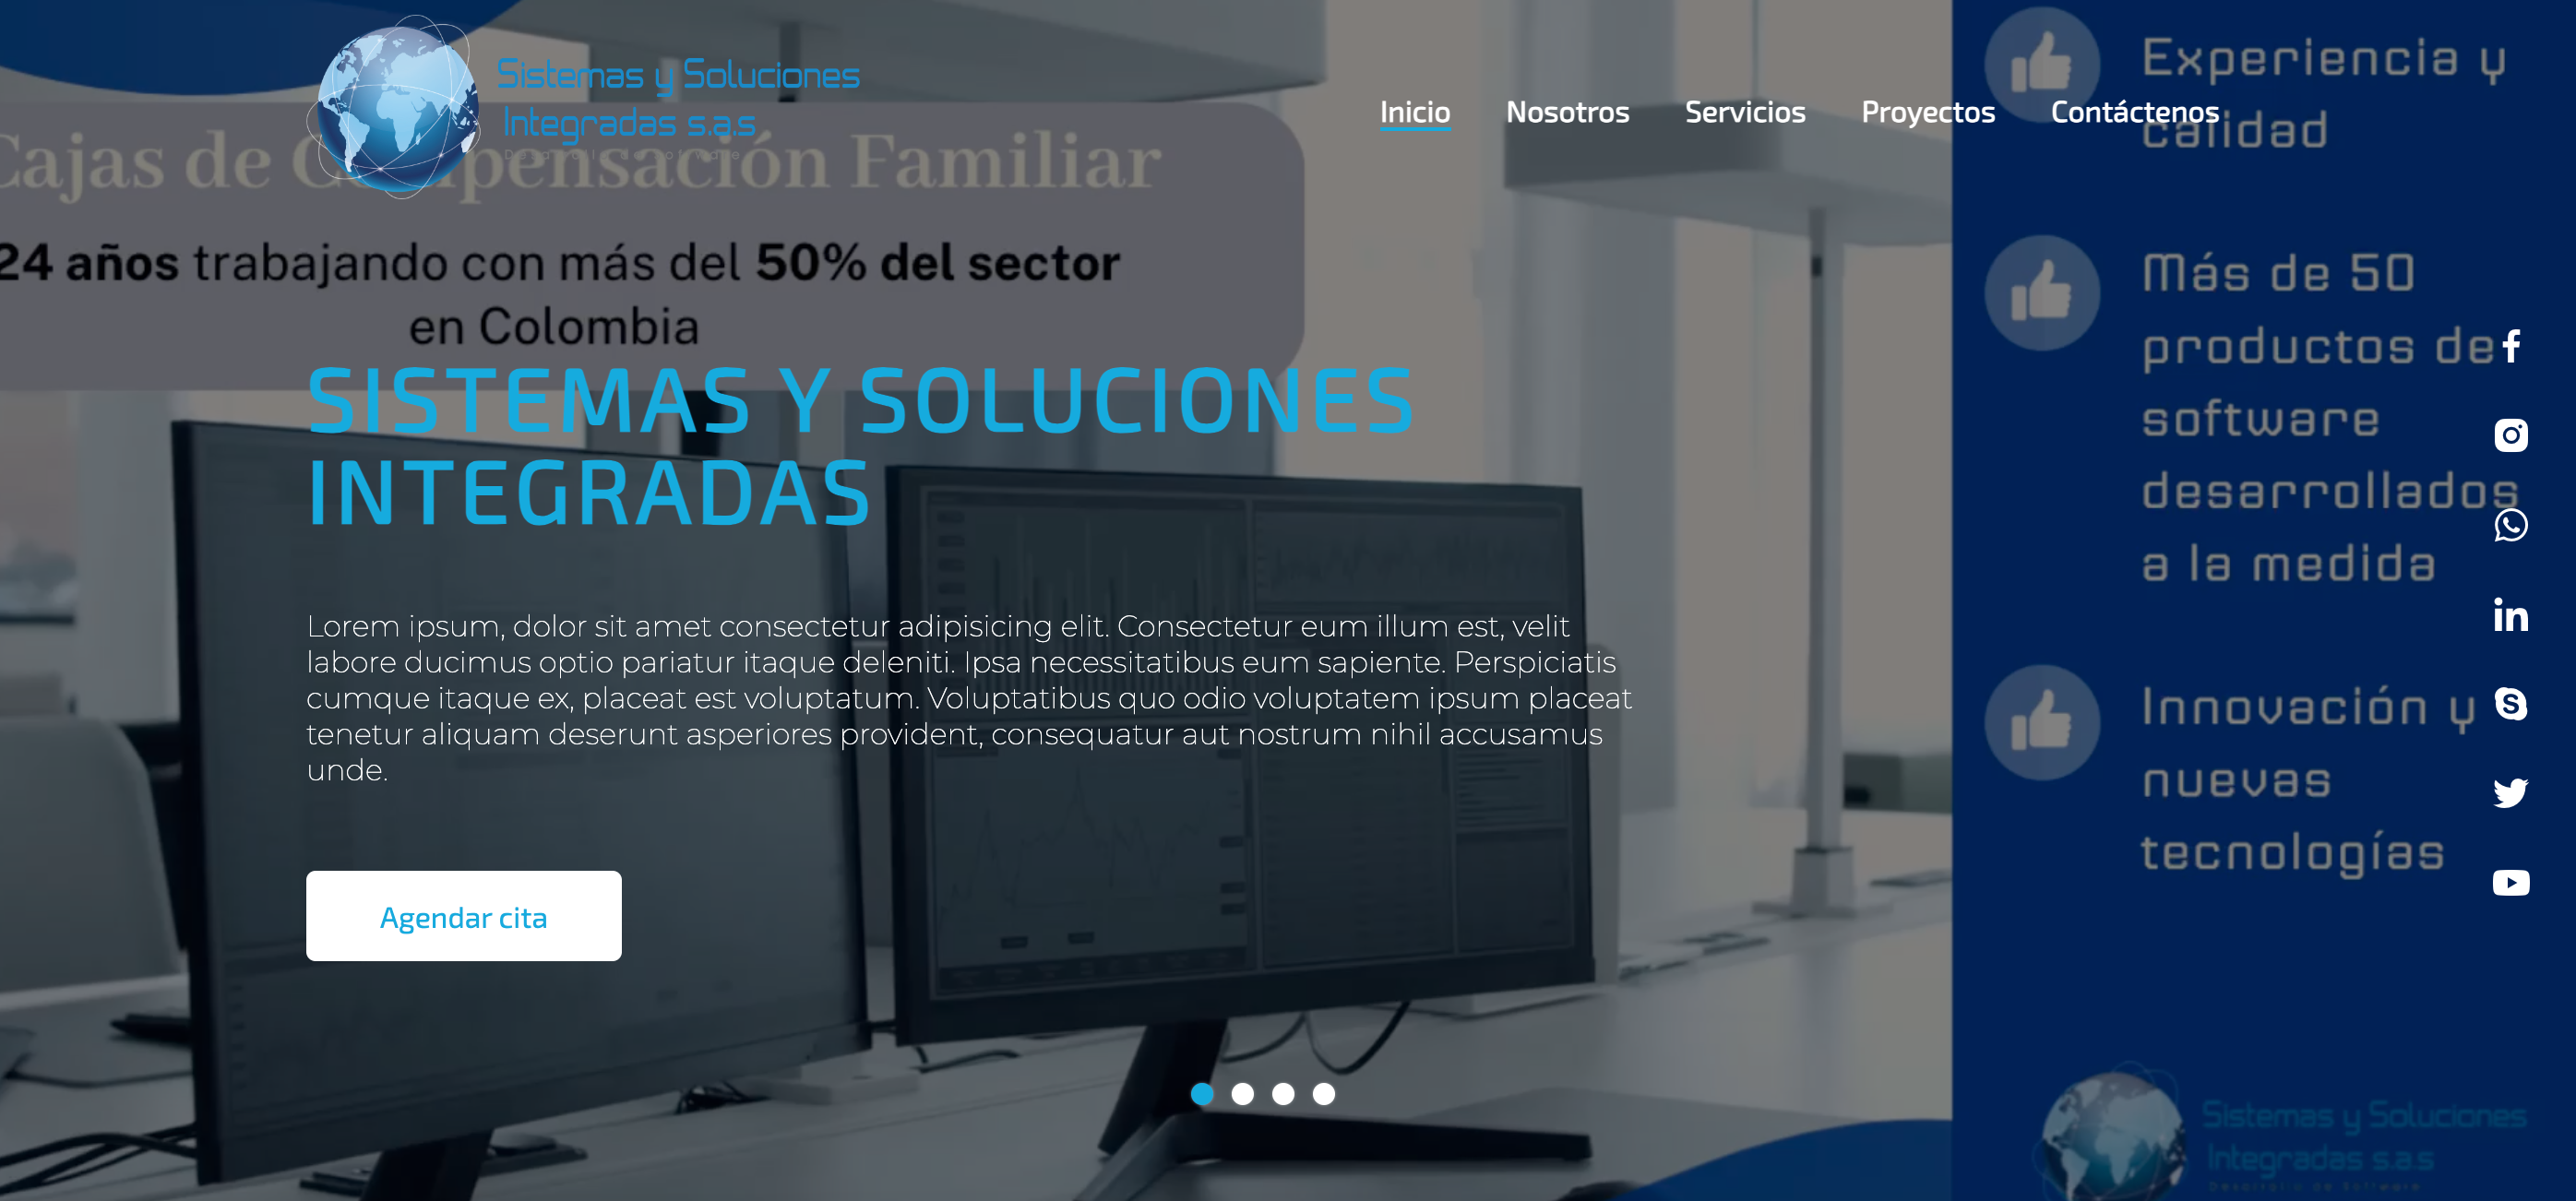 Sistemas y Soluciones
Integradas s.a.s
Inicio
Nosotros
Servicios
Proyectos
Contáctenos
Cajas de Compensación Familiar
24 años trabajando con más del 50% del sector
en Colombia
SISTEMAS Y SOLUCIONES
INTEGRADAS
Lorem ipsum, dolor sit amet consectetur adipisicing elit. Consectetur eum illum est, velit
labore ducimus optio pariatur itaque deleniti. Ipsa necessitatibus eum sapiente. Perspiciatis
cumque itaque ex, placeat est voluptatum. Voluptatibus quo odio voluptatem ipsum placeat
tenetur aliquam deserunt asperiores provident, consequatur aut nostrum nihil accusamus
unde.
Agendar cita
Experiencia y
calidad
Más de 50
productos de
software
desarrollados
a la medida
Innovación y
nuevas
tecnologías
Sistemas y Soluciones
Integradas s.a.s
Desarrollo de Software